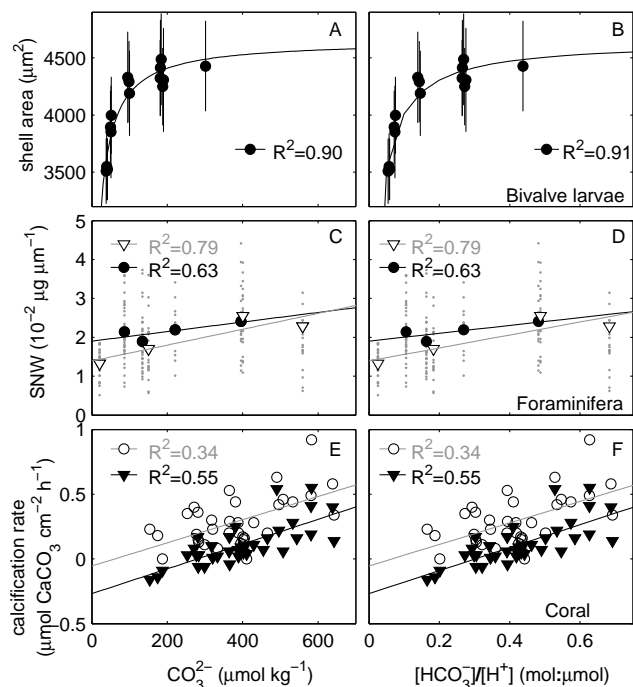 A
B
4500
4000
3500
shell area (µm²)
R²=0.90
R²=0.91
Bivalve larvae
C
D
5
4
3
2
1
0
SNW (10⁻² µg µm⁻¹)
R²=0.79
R²=0.63
R²=0.79
R²=0.63
Foraminifera
E
F
1
0.5
0
−0.5
calcification rate
(µmol CaCO₃ cm⁻² h⁻¹)
R²=0.34
R²=0.55
R²=0.34
R²=0.55
Coral
0 200 400 600
0 0.2 0.4 0.6
CO₃²⁻ (µmol kg⁻¹)
[HCO₃⁻]/[H⁺] (mol:µmol)